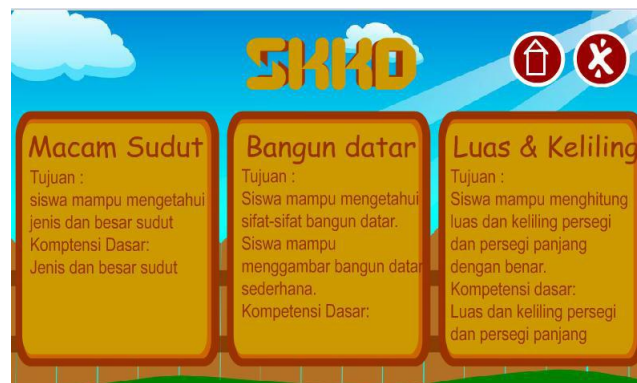 SKKD
Macam Sudut
Tujuan :
siswa mampu mengetahui
jenis dan besar sudut
Komptensi Dasar:
Jenis dan besar sudut
Bangun datar
Tujuan :
Siswa mampu mengetahui
sifat-sifat bangun datar.
Siswa mampu
menggambar bangun datar
sederhana.
Kompetensi Dasar:
Luas & Keliling
Tujuan :
Siswa mampu menghitung
luas dan keliling persegi
dan persegi panjang
dengan benar.
Kompetensi dasar:
Luas dan keliling persegi
dan persegi panjang